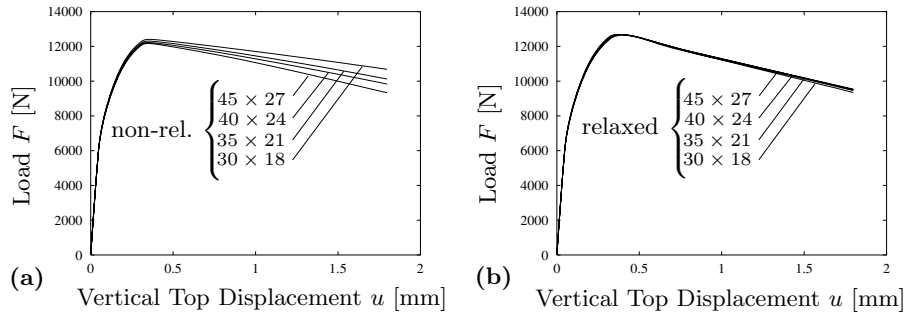 14000
12000
10000
8000
6000
4000
2000
0
Load F [N]
non-rel.
45 × 27
40 × 24
35 × 21
30 × 18
0 0.5 1 1.5 2
(a) Vertical Top Displacement u [mm]
14000
12000
10000
8000
6000
4000
2000
0
Load F [N]
relaxed
45 × 27
40 × 24
35 × 21
30 × 18
0 0.5 1 1.5 2
(b) Vertical Top Displacement u [mm]